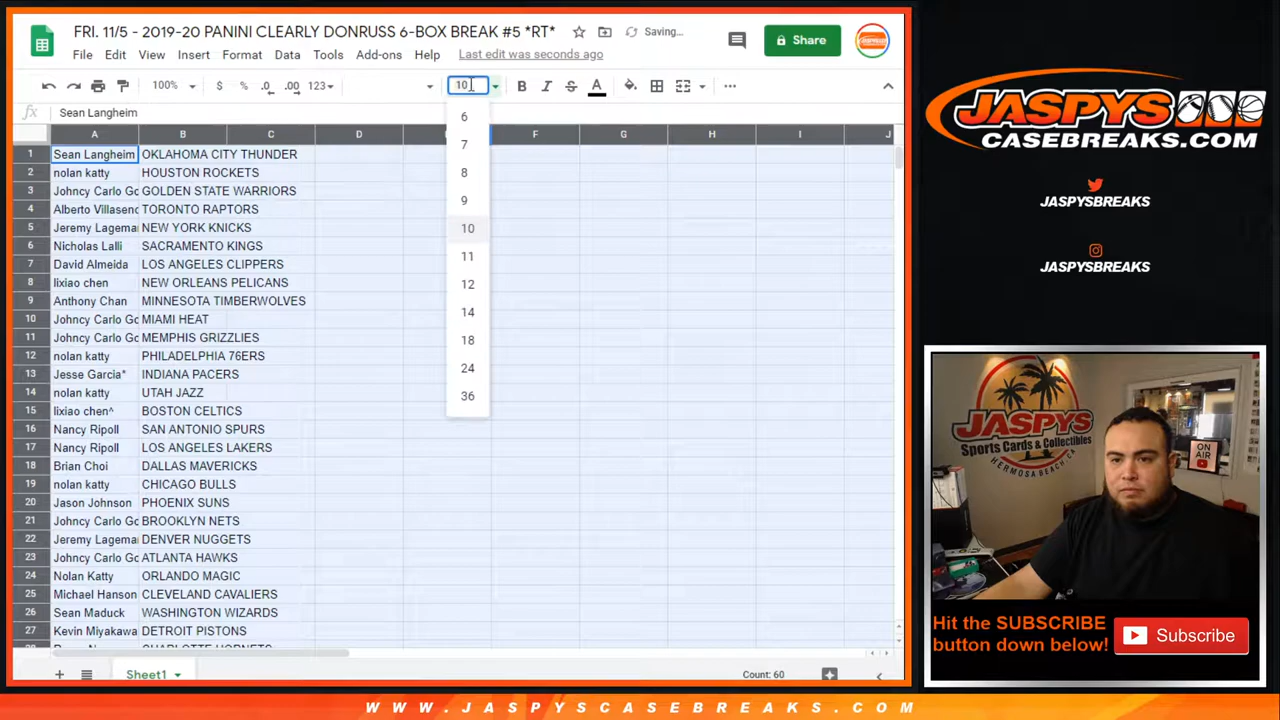 FRI. 11/5 - 2019-20 PANINI CLEARLY DONRUSS 6-BOX BREAK #5 *RT*
Saving...
File Edit View Insert Format Data Tools Add-ons Help Last edit was seconds ago
Share
100% $ % .0 .00 123 10 B I S A
fx Sean Langheim
A B C D F G H I J
1 Sean Langheim OKLAHOMA CITY THUNDER
2 nolan katty HOUSTON ROCKETS
3 Johncy Carlo Go GOLDEN STATE WARRIORS
4 Alberto Villasenc TORONTO RAPTORS
5 Jeremy Lagemar NEW YORK KNICKS
6 Nicholas Lalli SACRAMENTO KINGS
7 David Almeida LOS ANGELES CLIPPERS
8 lixiao chen NEW ORLEANS PELICANS
9 Anthony Chan MINNESOTA TIMBERWOLVES
10 Johncy Carlo Gc MIAMI HEAT
11 Johncy Carlo Gc MEMPHIS GRIZZLIES
12 nolan katty PHILADELPHIA 76ERS
13 Jesse Garcia* INDIANA PACERS
14 nolan katty UTAH JAZZ
15 lixiao chen^ BOSTON CELTICS
16 Nancy Ripoll SAN ANTONIO SPURS
17 Nancy Ripoll LOS ANGELES LAKERS
18 Brian Choi DALLAS MAVERICKS
19 nolan katty CHICAGO BULLS
20 Jason Johnson PHOENIX SUNS
21 Johncy Carlo Gc BROOKLYN NETS
22 Jeremy Lagemar DENVER NUGGETS
23 Johncy Carlo Gc ATLANTA HAWKS
24 Nolan Katty ORLANDO MAGIC
25 Michael Hanson CLEVELAND CAVALIERS
26 Sean Maduck WASHINGTON WIZARDS
27 Kevin Miyakawa DETROIT PISTONS
28 CHARLOTTE HORNETS
6
7
8
9
10
11
12
14
18
24
36
Sheet1
Count: 60
JASPYS
CASEBREAKS.COM
JASPYSBREAKS
JASPYSBREAKS
JASPYS
Sports Cards & Collectibles
HERMOSA BEACH CA
ON AIR
Hit the SUBSCRIBE
button down below!
Subscribe
WWW.JASPYSCASEBREAKS.COM